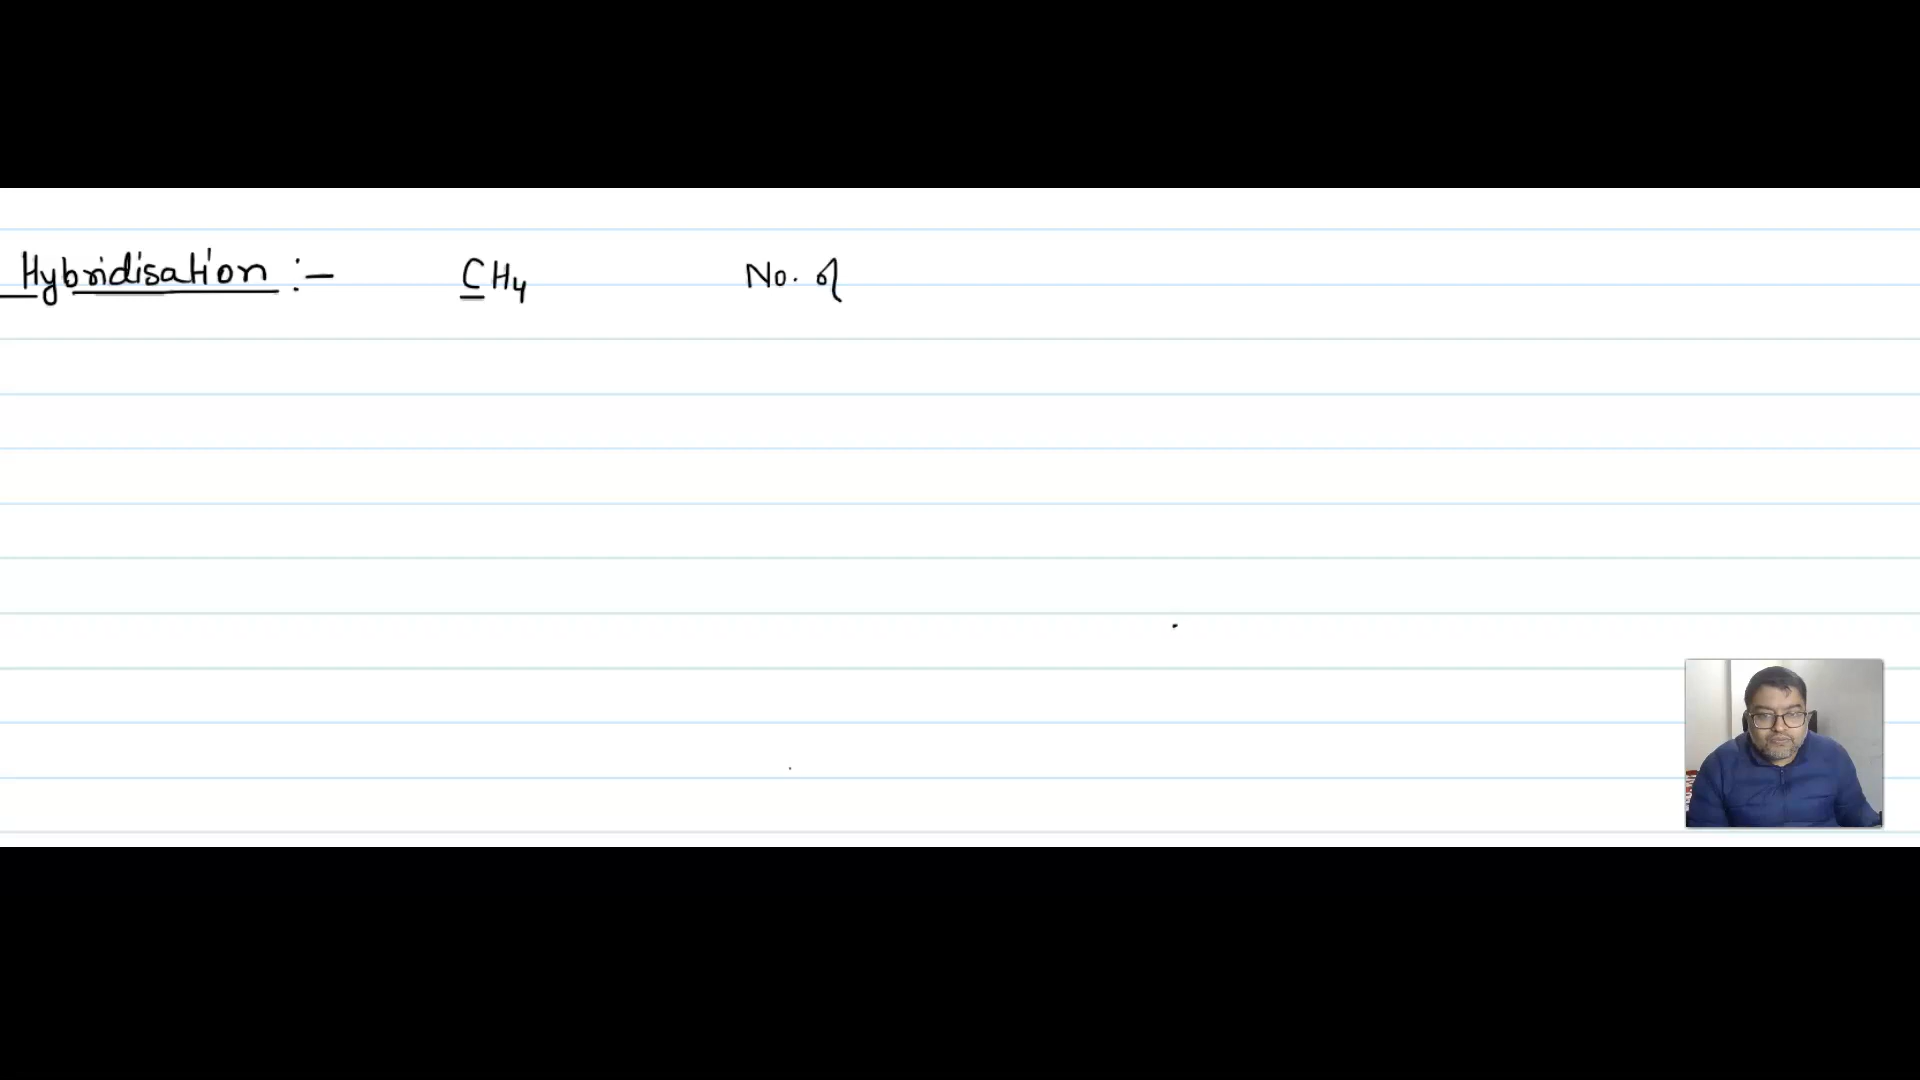 Hybridisation :- CH₄ No. of